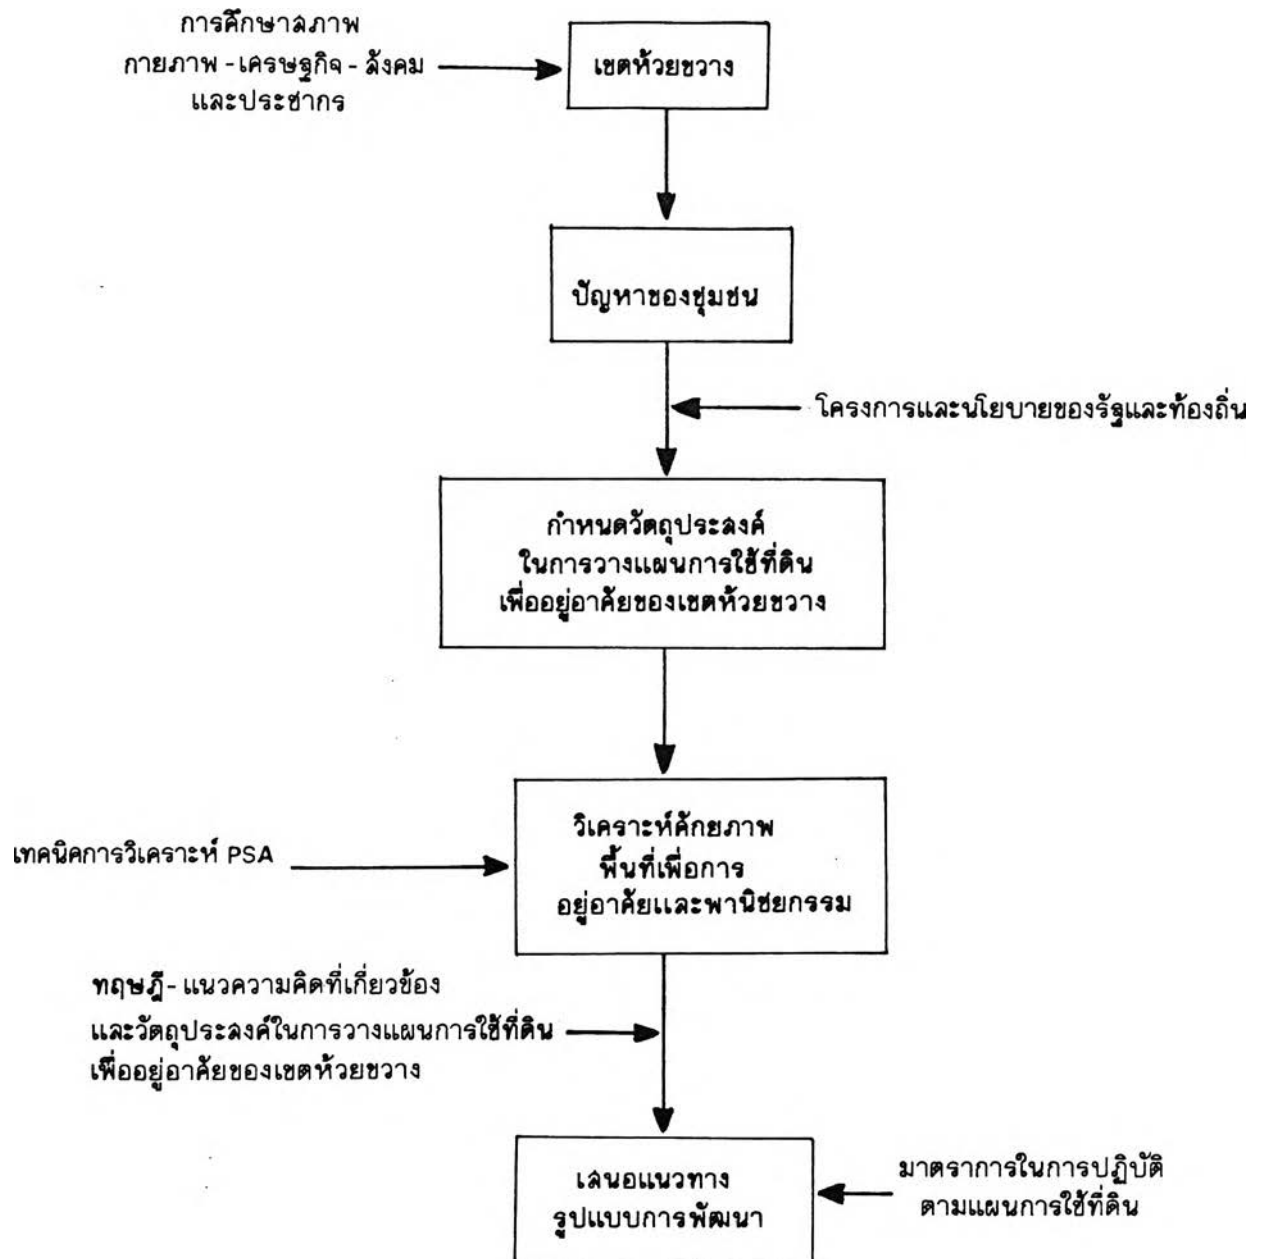 การศึกษาสภาพ
กายภาพ - เศรษฐกิจ - สังคม
และประชากร
เขตห้วยขวาง
ปัญหาของชุมชน
โครงการและนโยบายของรัฐและท้องถิ่น
กำหนดวัตถุประสงค์
ในการวางแผนการใช้ที่ดิน
เพื่ออยู่อาศัยของเขตห้วยขวาง
เทคนิคการวิเคราะห์ PSA
วิเคราะห์ศักยภาพ
พื้นที่เพื่อการ
อยู่อาศัยและพานิชยกรรม
ทฤษฎี - แนวความคิดที่เกี่ยวข้อง
และวัตถุประสงค์ในการวางแผนการใช้ที่ดิน
เพื่ออยู่อาศัยของเขตห้วยขวาง
เสนอแนวทาง
รูปแบบการพัฒนา
มาตราการในการปฏิบัติ
ตามแผนการใช้ที่ดิน